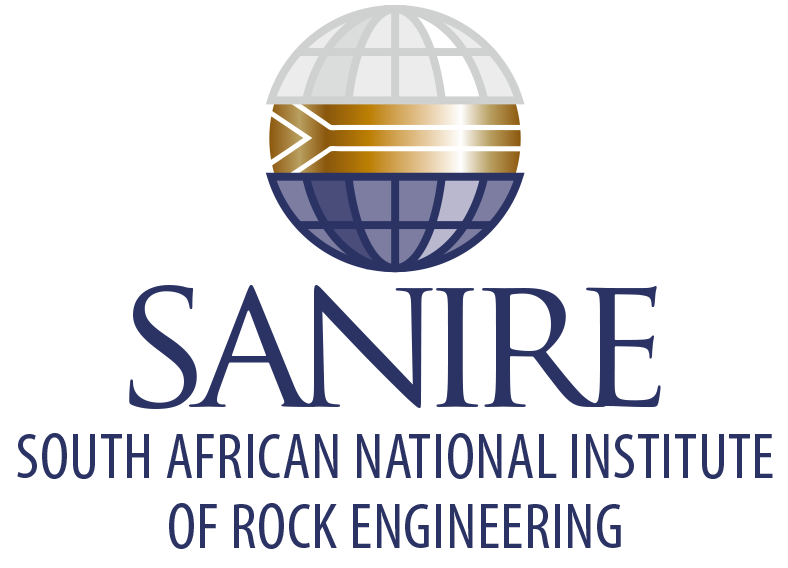 SANIRE
SOUTH AFRICAN NATIONAL INSTITUTE
OF ROCK ENGINEERING